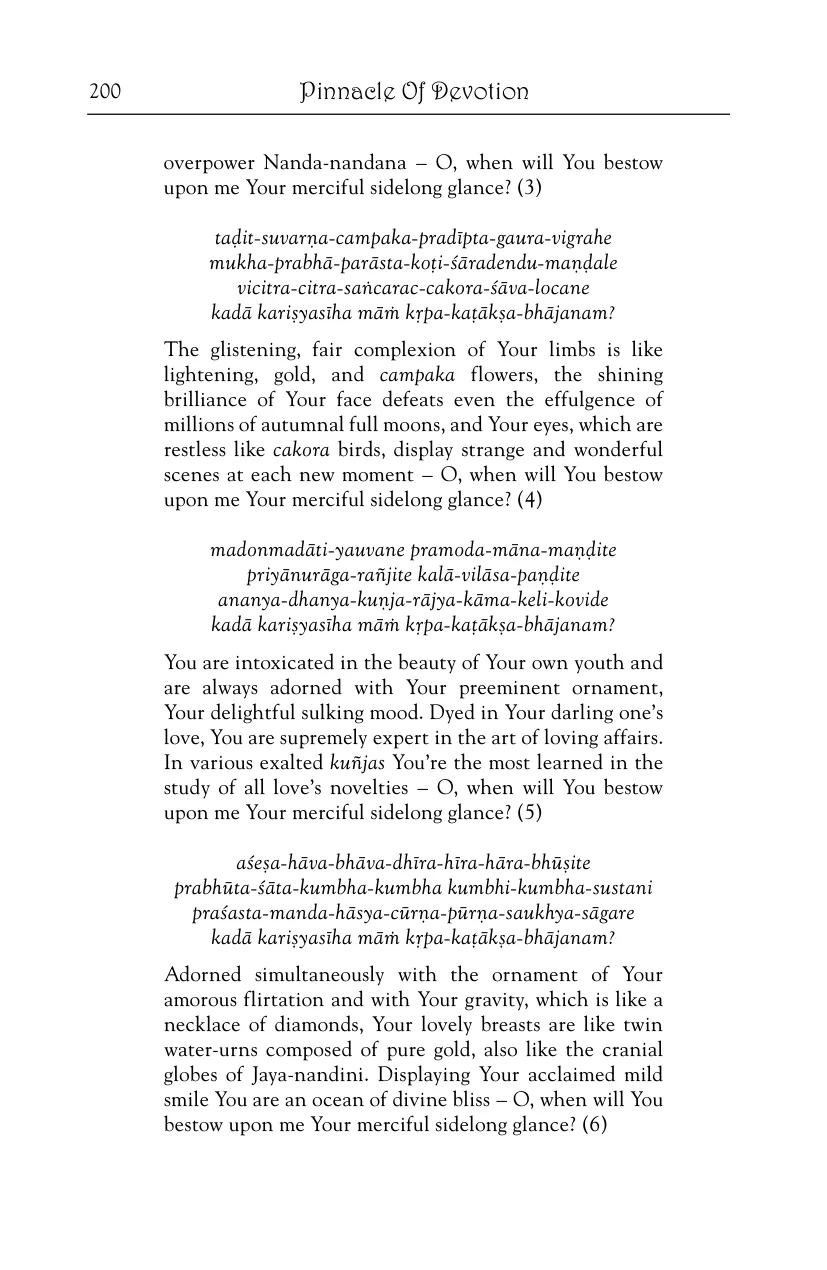 200
Pinnacle Of Devotion
overpower Nanda-nandana – O, when will You bestow
upon me Your merciful sidelong glance? (3)
taḍit-suvarṇa-campaka-pradīpta-gaura-vigrahe
mukha-prabhā-parāsta-koṭi-śāradendu-maṇḍale
vicitra-citra-sañcarac-cakora-śāva-locane
kadā kariṣyasīha māṁ kṛpa-kaṭākṣa-bhājanam?
The glistening, fair complexion of Your limbs is like
lightening, gold, and campaka flowers, the shining
brilliance of Your face defeats even the effulgence of
millions of autumnal full moons, and Your eyes, which are
restless like cakora birds, display strange and wonderful
scenes at each new moment – O, when will You bestow
upon me Your merciful sidelong glance? (4)
madonmadāti-yauvane pramoda-māna-maṇḍite
priyānurāga-rañjite kalā-vilāsa-paṇḍite
ananya-dhanya-kuṇja-rājya-kāma-keli-kovide
kadā kariṣyasīha māṁ kṛpa-kaṭākṣa-bhājanam?
You are intoxicated in the beauty of Your own youth and
are always adorned with Your preeminent ornament,
Your delightful sulking mood. Dyed in Your darling one's
love, You are supremely expert in the art of loving affairs.
In various exalted kuñjas You're the most learned in the
study of all love's novelties – O, when will You bestow
upon me Your merciful sidelong glance? (5)
aśeṣa-hāva-bhāva-dhīra-hīra-hāra-bhūṣite
prabhūta-śāta-kumbha-kumbha kumbhi-kumbha-sustani
praśasta-manda-hāsya-cūrṇa-pūrṇa-saukhya-sāgare
kadā kariṣyasīha māṁ kṛpa-kaṭākṣa-bhājanam?
Adorned simultaneously with the ornament of Your
amorous flirtation and with Your gravity, which is like a
necklace of diamonds, Your lovely breasts are like twin
water-urns composed of pure gold, also like the cranial
globes of Jaya-nandini. Displaying Your acclaimed mild
smile You are an ocean of divine bliss – O, when will You
bestow upon me Your merciful sidelong glance? (6)